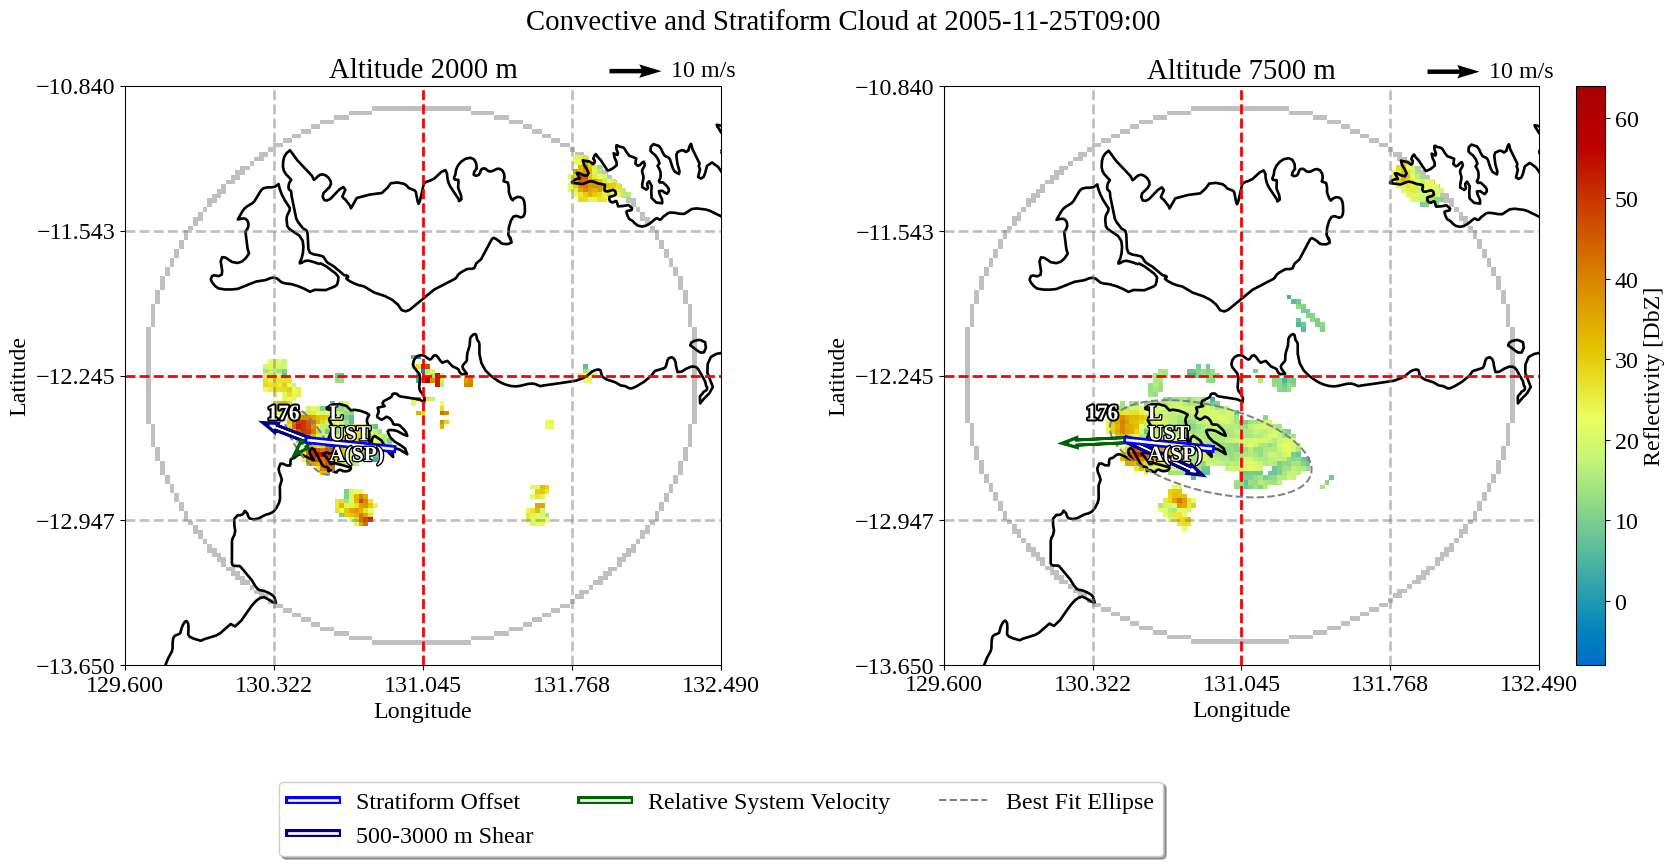 Convective and Stratiform Cloud at 2005-11-25T09:00
Altitude 2000 m
10 m/s
Altitude 7500 m
10 m/s
−10.840
−11.543
−12.245
−12.947
−13.650
Latitude
129.600
130.322
131.045
131.768
132.490
Longitude
176
L
UST
A(SP)
−10.840
−11.543
−12.245
−12.947
−13.650
Latitude
129.600
130.322
131.045
131.768
132.490
Longitude
176
L
UST
A(SP)
60
50
40
30
20
10
0
Reflectivity [DbZ]
Stratiform Offset
Relative System Velocity
Best Fit Ellipse
500-3000 m Shear